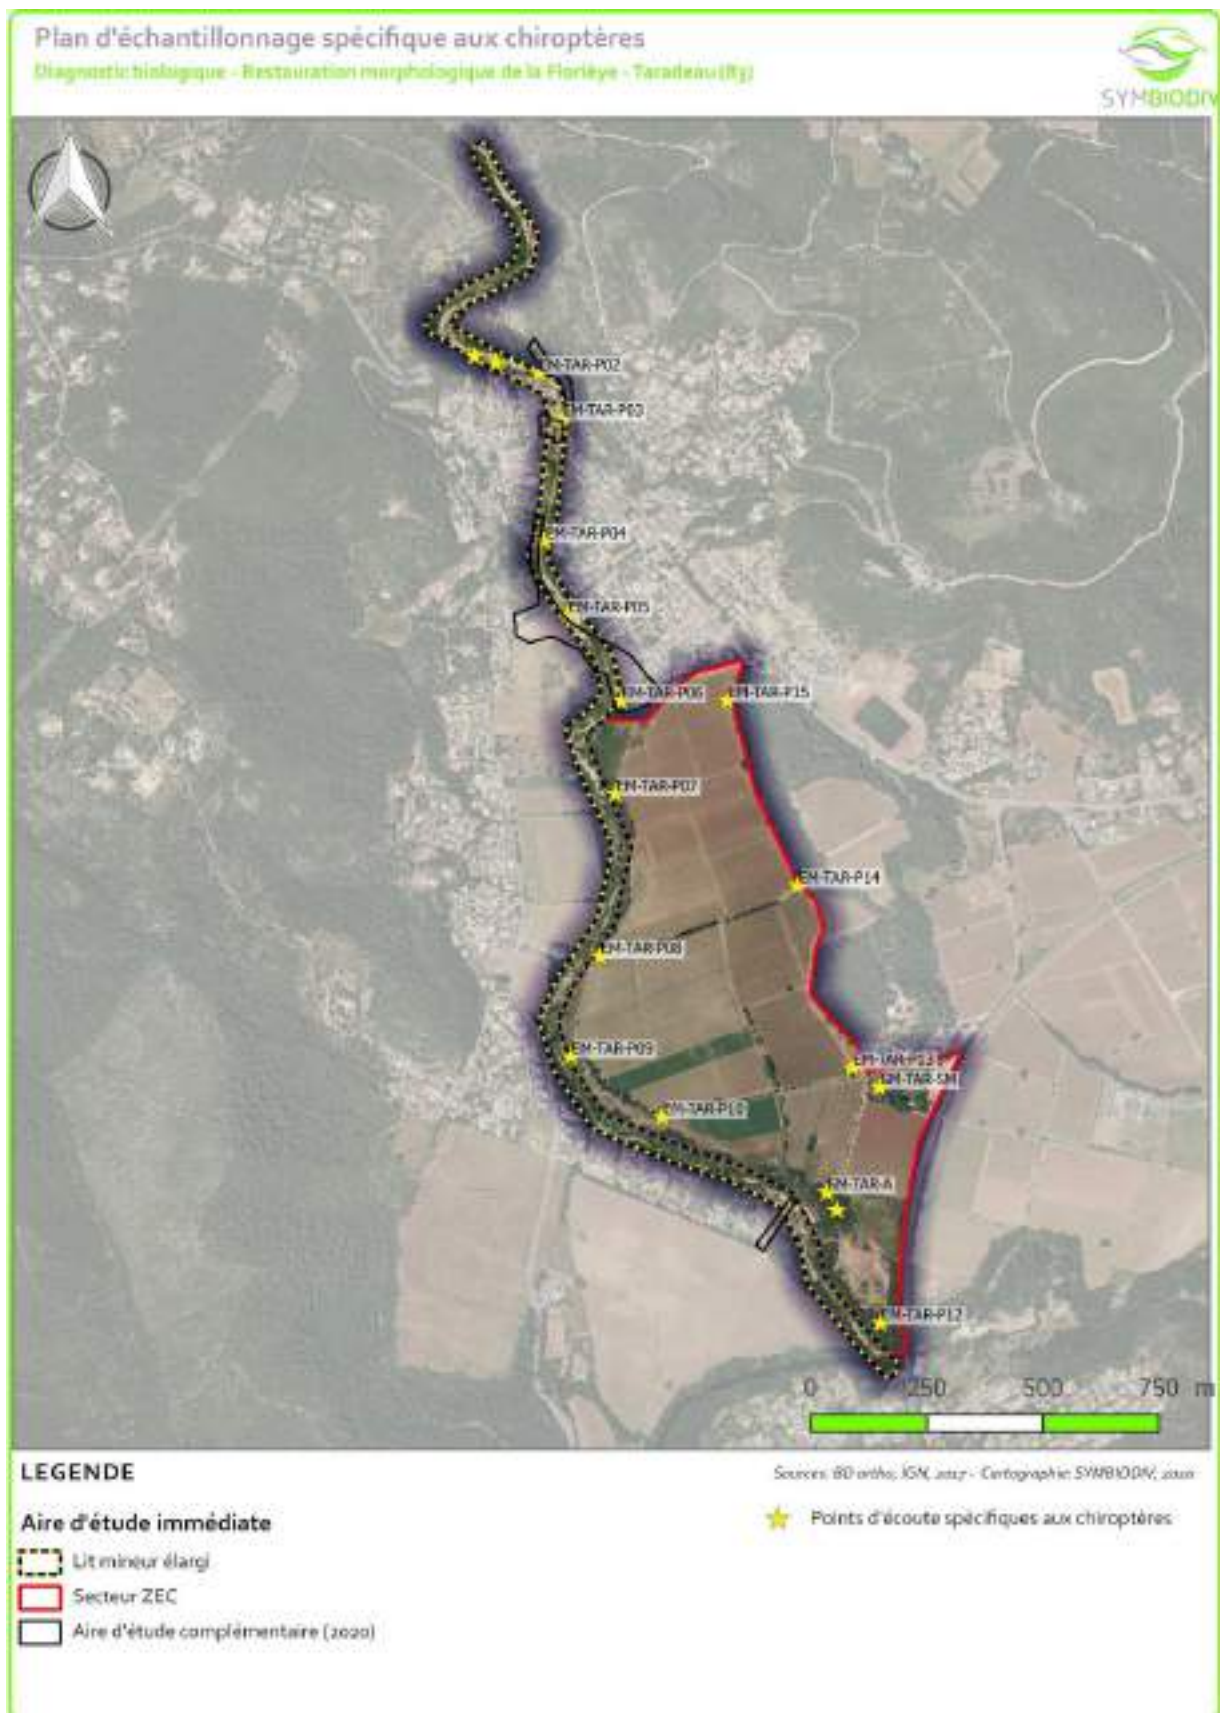 Plan d'échantillonnage spécifique aux chiroptères
Diagnostic biologique - Restauration morphologique de la Florièye - Taradeau (83)
SYMBIODIV
EM-TAR-P02
EM-TAR-P03
EM-TAR-P04
EM-TAR-P05
EM-TAR-P06
EM-TAR-P15
EM-TAR-P07
EM-TAR-P14
EM-TAR-P08
EM-TAR-P09
EM-TAR-P13
EM-TAR-SM
EM-TAR-P10
EM-TAR-A
EM-TAR-P12
0 250 500 750 m
LEGENDE
Sources: BD ortho, IGN, 2017 - Cartographie: SYMBIODIV, 2020
Aire d'étude immédiate
Points d'écoute spécifiques aux chiroptères
Lit mineur élargi
Secteur ZEC
Aire d'étude complémentaire (2020)